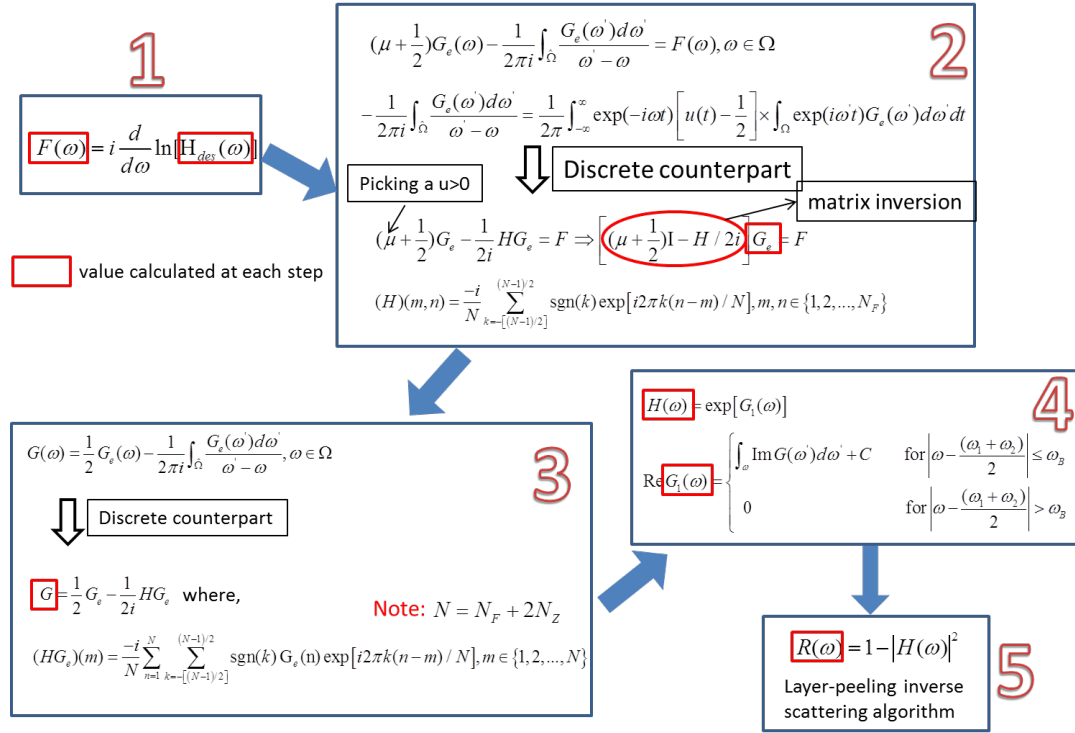 1
F(ω) = i d/dω ln[H_des(ω)]
value calculated at each step
2
(μ + 1/2)G_e(ω) − 1/2πi ∫_Ω̂ G_e(ω')dω' / ω' − ω = F(ω), ω ∈ Ω
− 1/2πi ∫_Ω̂ G_e(ω')dω' / ω' − ω = 1/2π ∫_{−∞}^{∞} exp(−iωt) [u(t) − 1/2] × ∫_Ω exp(iω't)G_e(ω')dω'dt
Discrete counterpart
Picking a u>0
matrix inversion
(μ + 1/2)G_e − 1/2i HG_e = F ⇒ [(μ + 1/2)I − H / 2i] G_e = F
(H)(m, n) = −i/N ∑_{k=−[(N−1)/2]}^{(N−1)/2} sgn(k) exp[i2πk(n−m) / N], m, n ∈ {1, 2, ..., N_F}
3
G(ω) = 1/2 G_e(ω) − 1/2πi ∫_Ω̂ G_e(ω')dω' / ω' − ω, ω ∈ Ω
Discrete counterpart
G = 1/2 G_e − 1/2i HG_e where,
Note: N = N_F + 2N_Z
(HG_e)(m) = −i/N ∑_{n=1}^{N} ∑_{k=−[(N−1)/2]}^{(N−1)/2} sgn(k) G_e(n) exp[i2πk(n−m) / N], m ∈ {1, 2, ..., N}
4
H(ω) = exp[G_1(ω)]
Re G_1(ω) = { ∫_ω Im G(ω')dω' + C for |ω − (ω_1 + ω_2)/2| ≤ ω_B
0 for |ω − (ω_1 + ω_2)/2| > ω_B
5
R(ω) = 1 − |H(ω)|^2
Layer-peeling inverse
scattering algorithm